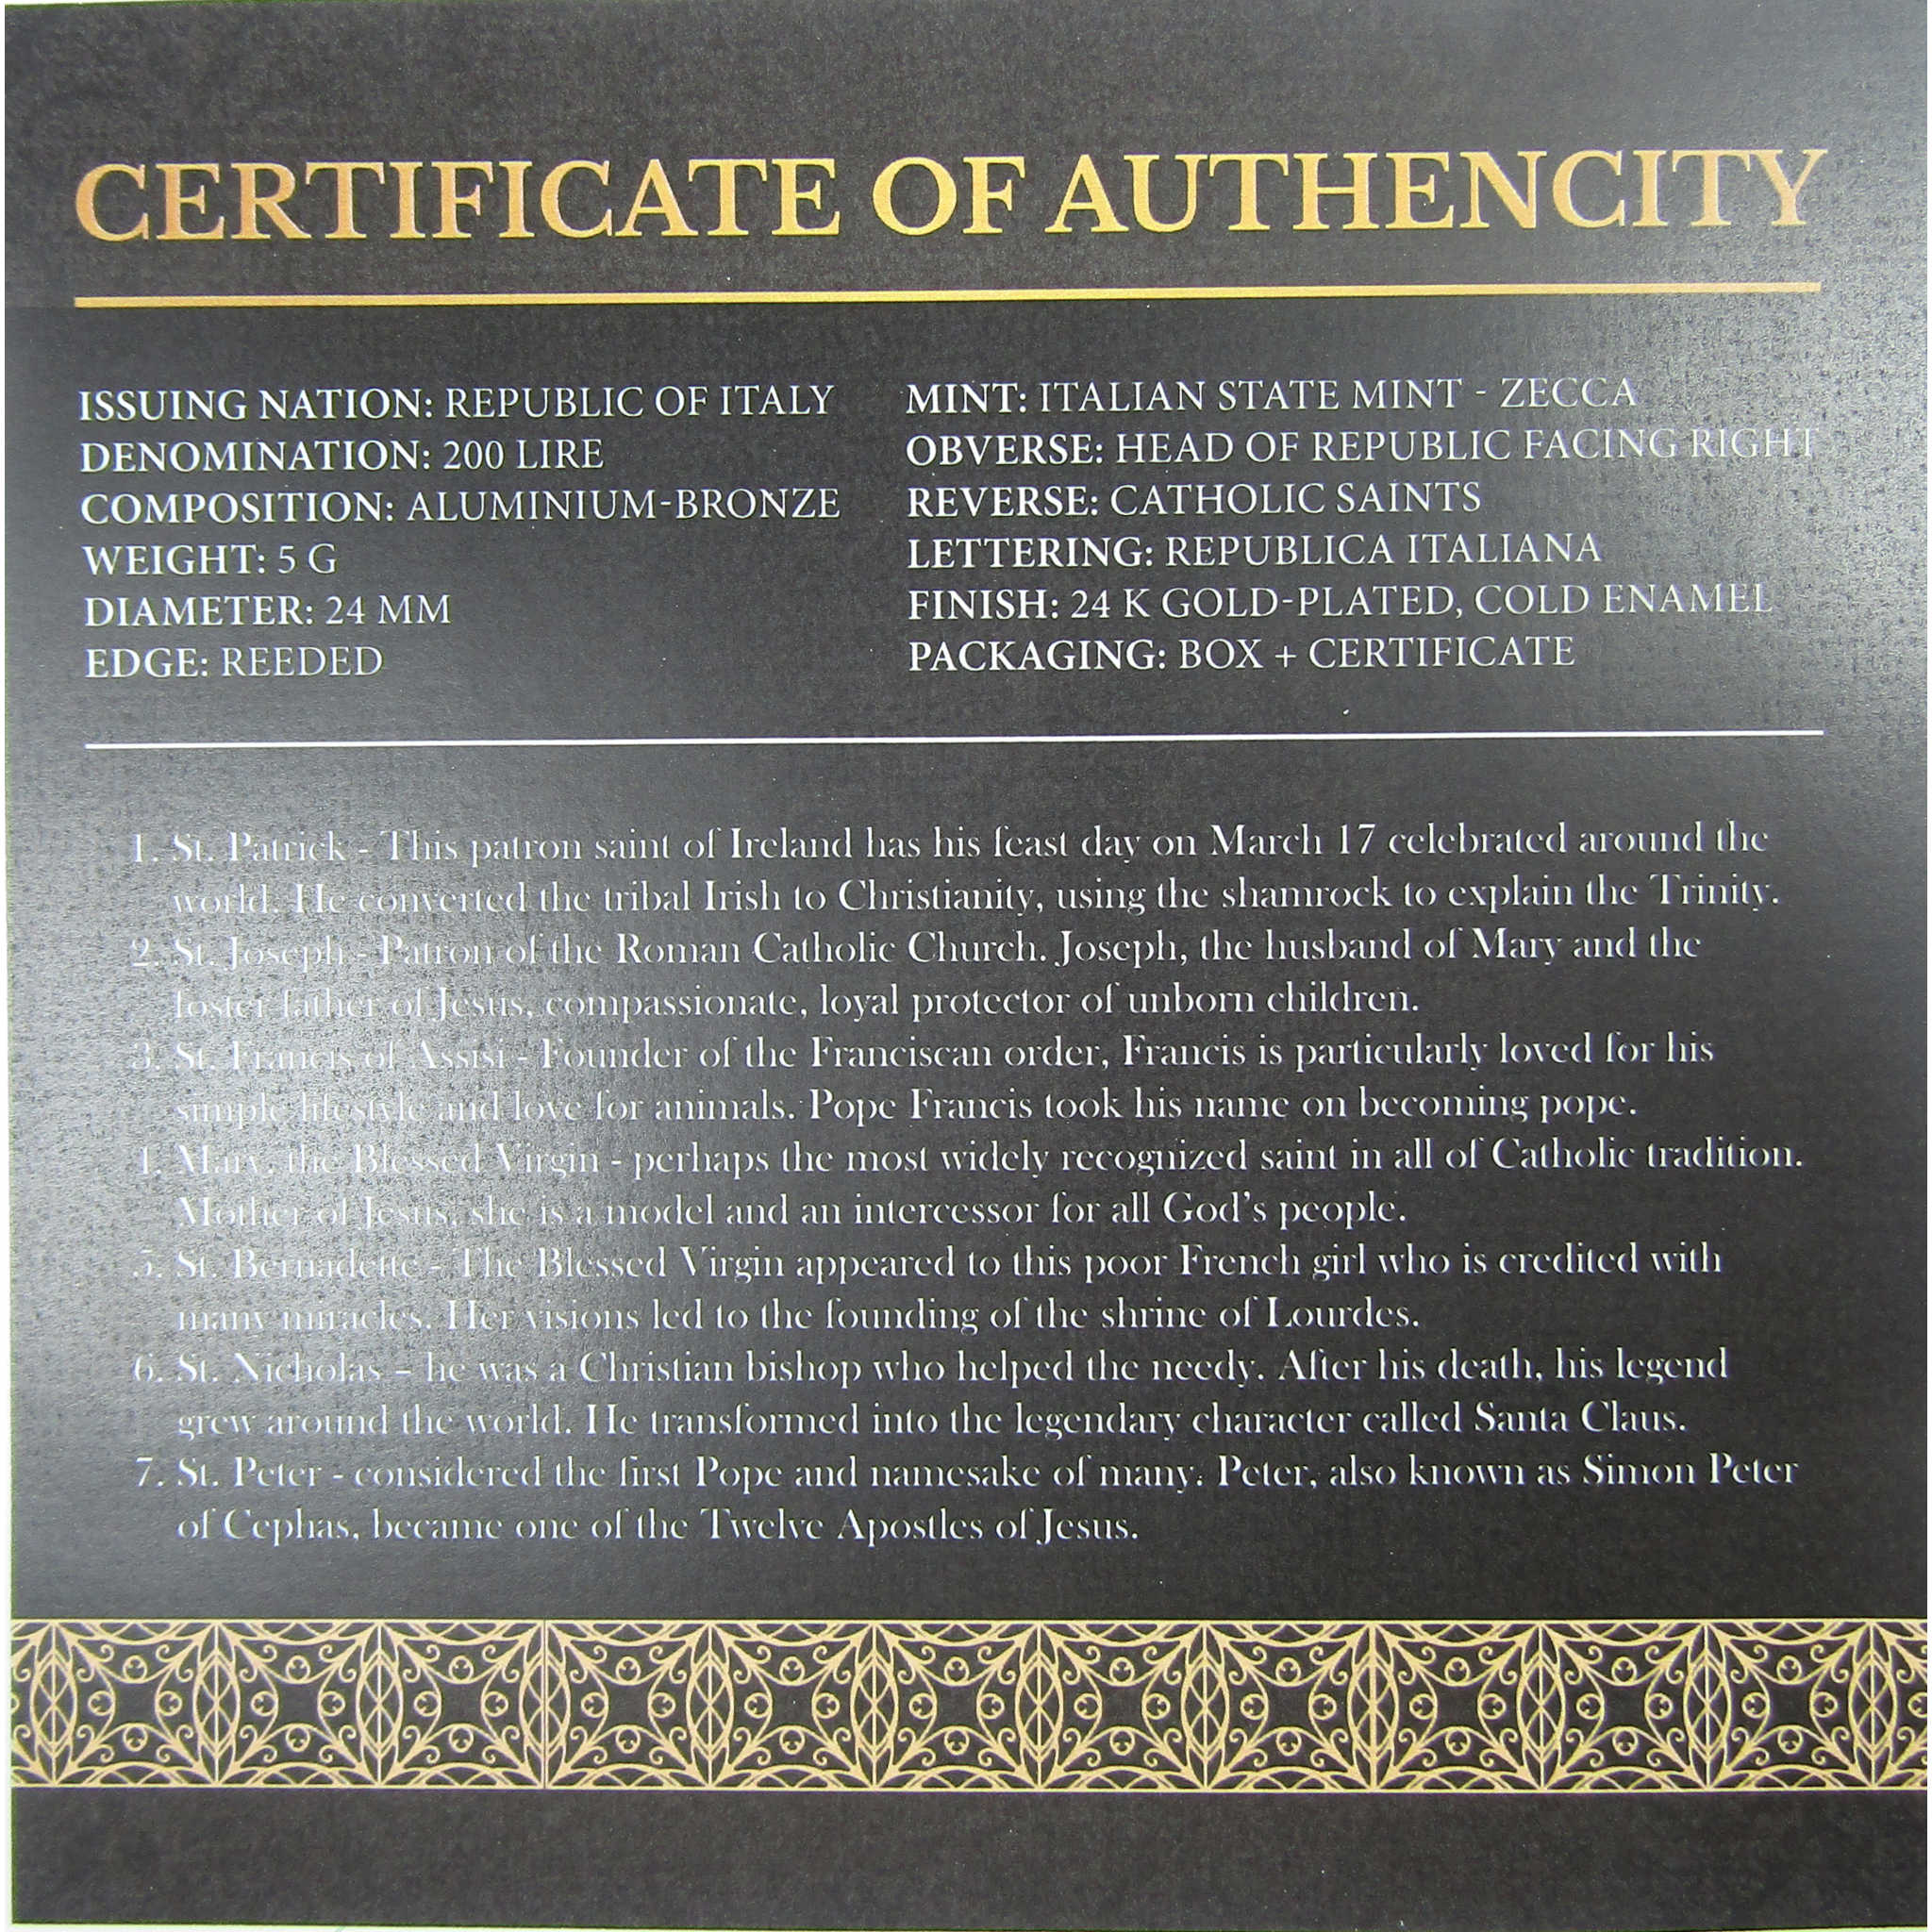 CERTIFICATE OF AUTHENCITY
ISSUING NATION: REPUBLIC OF ITALY
DENOMINATION: 200 LIRE
COMPOSITION: ALUMINIUM-BRONZE
WEIGHT: 5 G
DIAMETER: 24 MM
EDGE: REEDED
MINT: ITALIAN STATE MINT - ZECCA
OBVERSE: HEAD OF REPUBLIC FACING RIGHT
REVERSE: CATHOLIC SAINTS
LETTERING: REPUBLICA ITALIANA
FINISH: 24 K GOLD-PLATED, COLD ENAMEL
PACKAGING: BOX + CERTIFICATE
1. St. Patrick - This patron saint of Ireland has his feast day on March 17 celebrated around the
world. He converted the tribal Irish to Christianity, using the shamrock to explain the Trinity.
2. St. Joseph - Patron of the Roman Catholic Church. Joseph, the husband of Mary and the
foster father of Jesus, compassionate, loyal protector of unborn children.
3. St. Francis of Assisi - Founder of the Franciscan order, Francis is particularly loved for his
simple lifestyle and love for animals. Pope Francis took his name on becoming pope.
4. Mary, the Blessed Virgin - perhaps the most widely recognized saint in all of Catholic tradition.
Mother of Jesus, she is a model and an intercessor for all God's people.
5. St. Bernadette - The Blessed Virgin appeared to this poor French girl who is credited with
many miracles. Her visions led to the founding of the shrine of Lourdes.
6. St. Nicholas – he was a Christian bishop who helped the needy. After his death, his legend
grew around the world. He transformed into the legendary character called Santa Claus.
7. St. Peter - considered the first Pope and namesake of many. Peter, also known as Simon Peter
of Cephas, became one of the Twelve Apostles of Jesus.